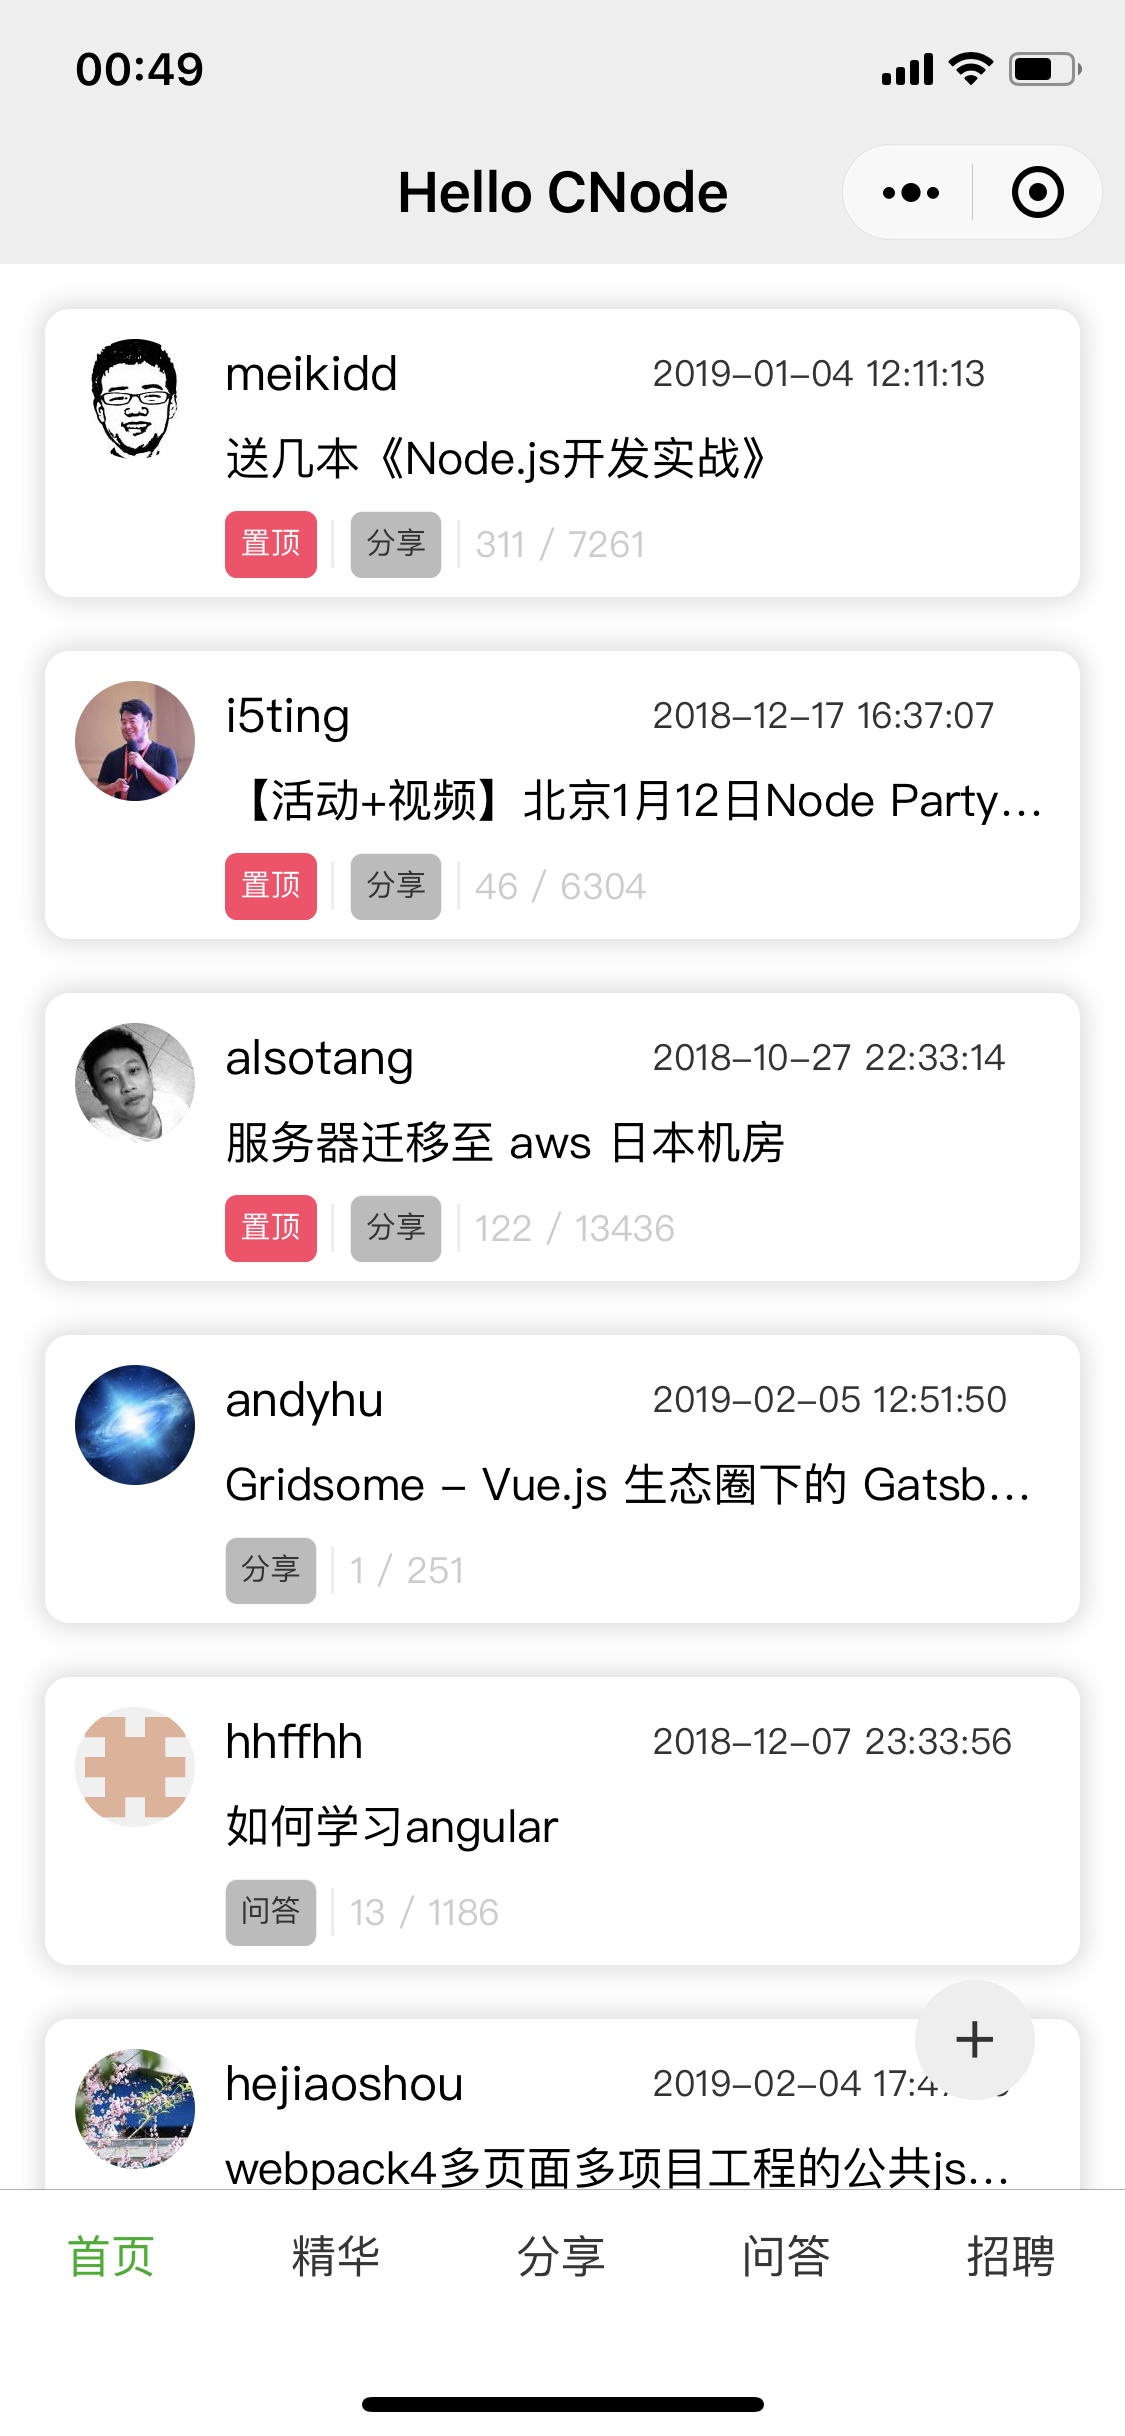 00:49
Hello CNode
meikidd 2019-01-04 12:11:13
送几本《Node.js开发实战》
置顶 分享 311 / 7261
i5ting 2018-12-17 16:37:07
【活动+视频】北京1月12日Node Party...
置顶 分享 46 / 6304
alsotang 2018-10-27 22:33:14
服务器迁移至 aws 日本机房
置顶 分享 122 / 13436
andyhu 2019-02-05 12:51:50
Gridsome - Vue.js 生态圈下的 Gatsb...
分享 1 / 251
hhffhh 2018-12-07 23:33:56
如何学习angular
问答 13 / 1186
+
hejiaoshou 2019-02-04
webpack4多页面多项目工程的公共js...
首页 精华 分享 问答 招聘